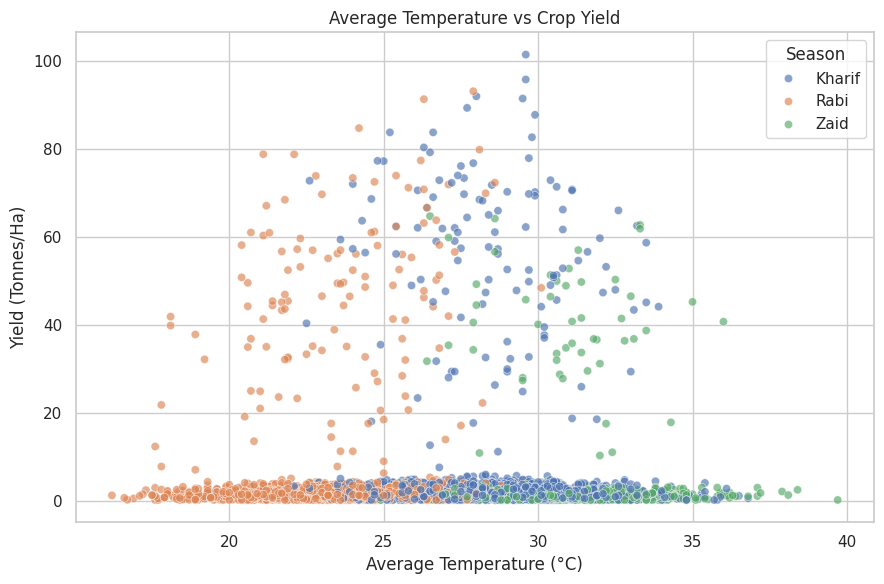 Average Temperature vs Crop Yield
Season
Kharif
Rabi
Zaid
Yield (Tonnes/Ha)
100
80
60
40
20
0
20
25
30
35
40
Average Temperature (°C)